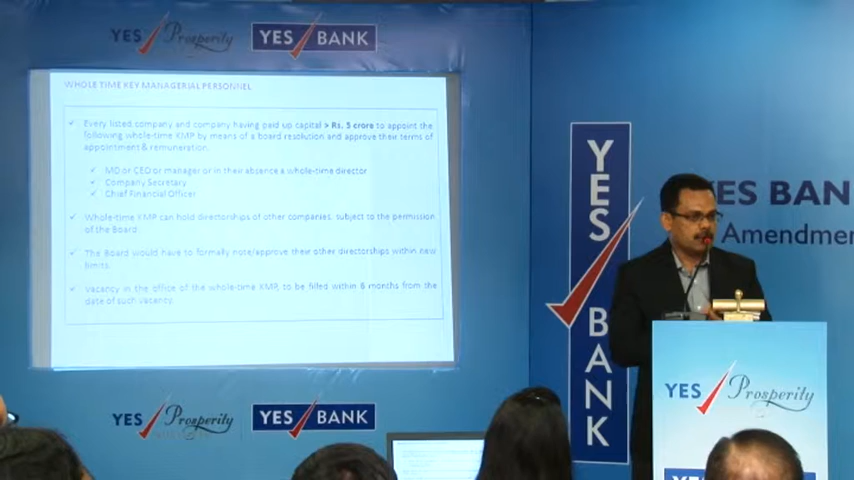 YES Prosperity
YES BANK
WHOLE TIME KEY MANAGERIAL PERSONNEL
Every listed company and company having paid up capital > Rs. 5 crore to appoint the
following whole-time KMP by means of a board resolution and approve their terms of
appointment & remuneration.
MD or CEO or manager or in their absence a whole-time director
Company Secretary
Chief Financial Officer
Whole-time KMP can hold directorships of other companies, subject to the permission
of the Board.
The Board would have to formally note/approve their other directorships within new
limits.
Vacancy in the office of the whole-time KMP, to be filled within 6 months from the
date of such vacancy.
YES Prosperity
YES BANK
YES BANK
YES BAN
Amendmen
YES Prosperity